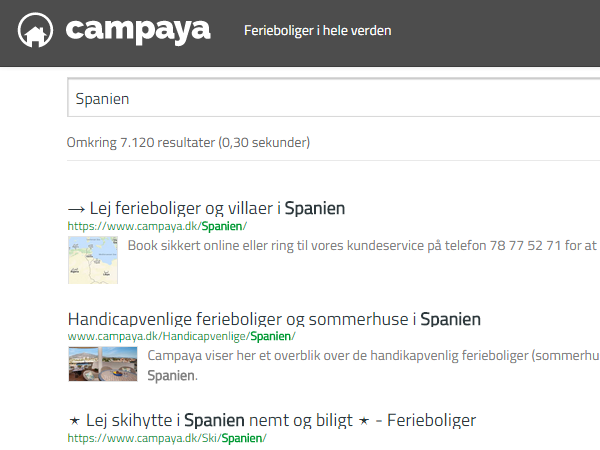 campaya
Ferieboliger i hele verden
Spanien
Omkring 7.120 resultater (0,30 sekunder)
→ Lej ferieboliger og villaer i Spanien
https://www.campaya.dk/Spanien/
Book sikkert online eller ring til vores kundeservice på telefon 78 77 52 71 for at
Handicapvenlige ferieboliger og sommerhuse i Spanien
www.campaya.dk/Handicapvenlige/Spanien/
Campaya viser her et overblik over de handikapvenlig ferieboliger (sommerhu
Spanien.
★ Lej skihytte i Spanien nemt og biligt ★ - Ferieboliger
https://www.campaya.dk/Ski/Spanien/